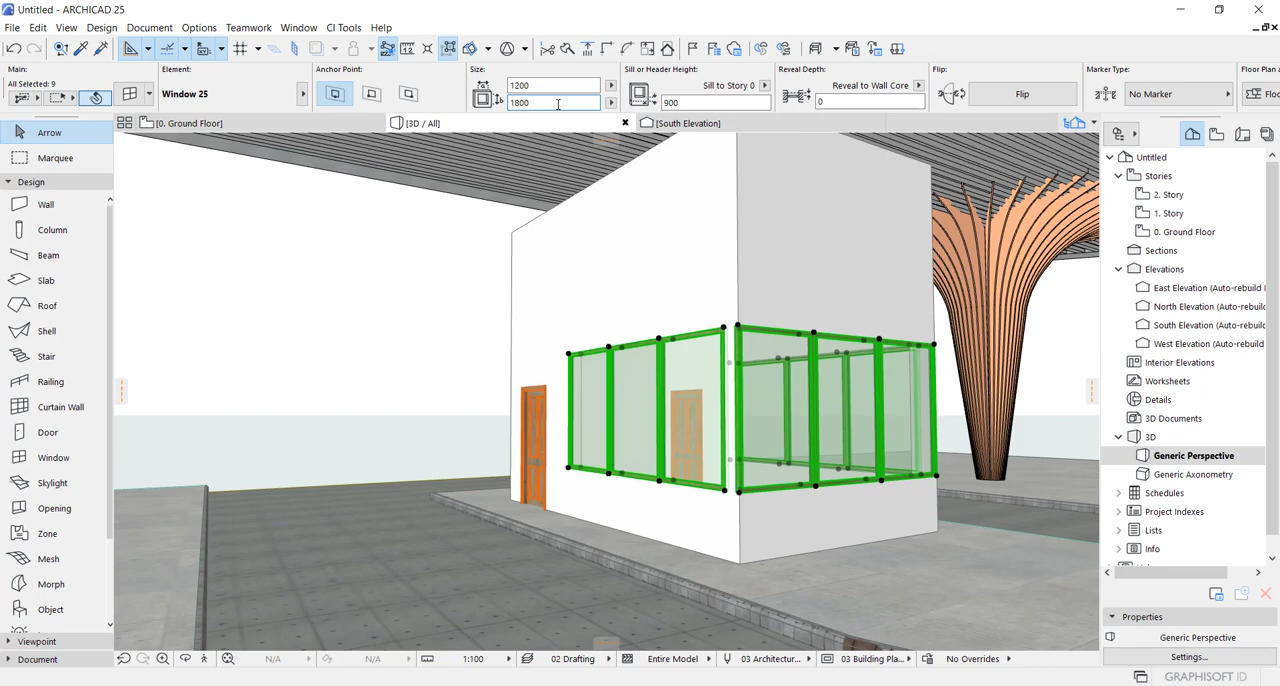 Untitled - ARCHICAD 25
File Edit View Design Document Options Teamwork Window CI Tools Help
Main:
All Selected: 9
Element:
Window 25
Anchor Point:
Size:
1200
1800
Sill or Header Height:
Sill to Story 0
900
Reveal Depth:
Reveal to Wall Core
0
Flip:
Flip
Marker Type:
No Marker
Floor Plan a
Floo
[0. Ground Floor]
[3D / All]
[South Elevation]
Arrow
Marquee
Design
Wall
Column
Beam
Slab
Roof
Shell
Stair
Railing
Curtain Wall
Door
Window
Skylight
Opening
Zone
Mesh
Morph
Object
Viewpoint
Document
Untitled
Stories
2. Story
1. Story
0. Ground Floor
Sections
Elevations
East Elevation (Auto-rebuild
North Elevation (Auto-rebuild
South Elevation (Auto-rebuild
West Elevation (Auto-rebuild
Interior Elevations
Worksheets
Details
3D Documents
3D
Generic Perspective
Generic Axonometry
Schedules
Project Indexes
Lists
Info
Properties
Generic Perspective
Settings...
N/A
N/A
1:100
02 Drafting
Entire Model
03 Architectur...
03 Building Pla...
No Overrides
GRAPHISOFT ID